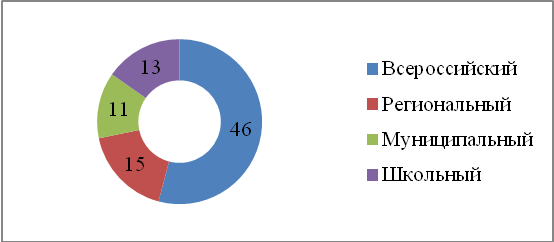 13
11
46
15
Всероссийский
Региональный
Муниципальный
Школьный